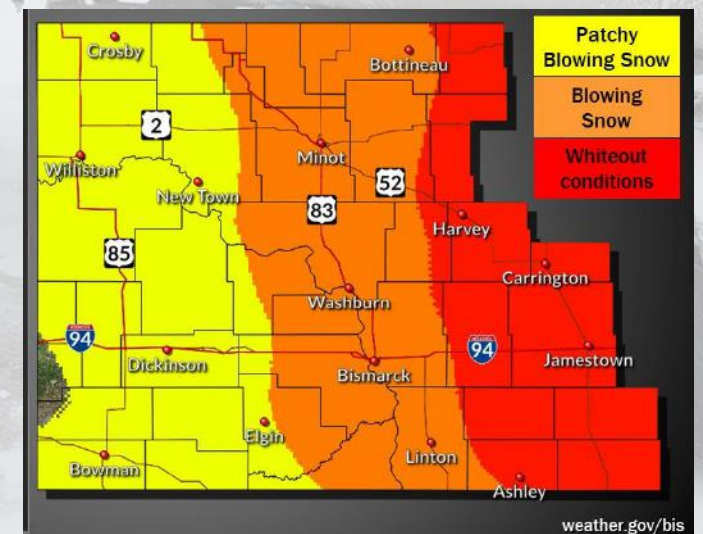 Patchy
Blowing Snow
Blowing
Snow
Whiteout
conditions
Crosby
Bottineau
2
Minot
Williston
52
New Town
83
Harvey
85
Carrington
Washburn
94
94
Jamestown
Dickinson
Bismarck
Elgin
Linton
Bowman
Ashley
weather.gov/bis